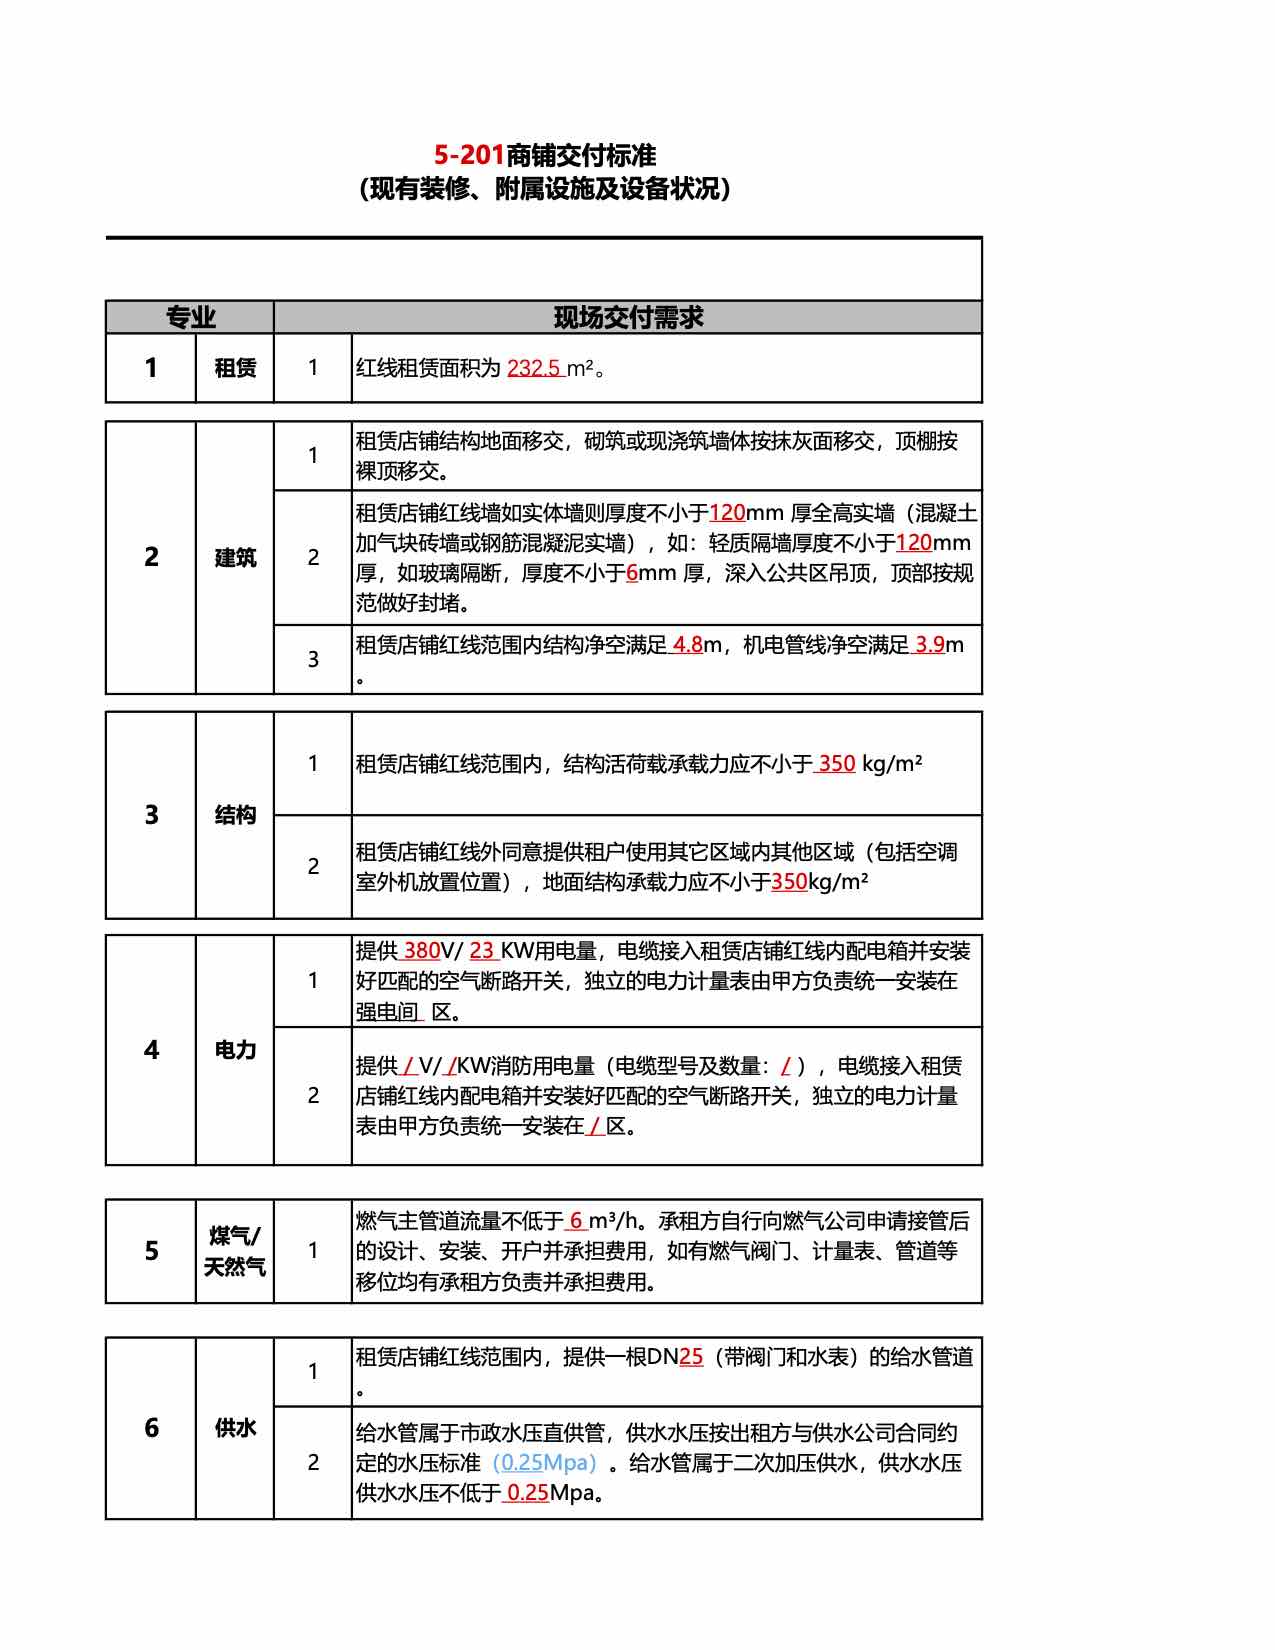 5-201商铺交付标准
（现有装修、附属设施及设备状况）
专业 现场交付需求
1 租赁 1 红线租赁面积为 232.5 m²。
2 建筑
1 租赁店铺结构地面移交，砌筑或现浇筑墙体按抹灰面移交，顶棚按
裸顶移交。
2 租赁店铺红线墙如实体墙则厚度不小于120mm 厚全高实墙（混凝土
加气块砖墙或钢筋混凝泥实墙），如：轻质隔墙厚度不小于120mm
厚，如玻璃隔断，厚度不小于6mm 厚，深入公共区吊顶，顶部按规
范做好封堵。
3 租赁店铺红线范围内结构净空满足 4.8m，机电管线净空满足 3.9m
。
3 结构
1 租赁店铺红线范围内，结构活荷载承载力应不小于 350 kg/m²
2 租赁店铺红线外同意提供租户使用其它区域内其他区域（包括空调
室外机放置位置），地面结构承载力应不小于350kg/m²
4 电力
1 提供 380V/ 23 KW用电量，电缆接入租赁店铺红线内配电箱并安装
好匹配的空气断路开关，独立的电力计量表由甲方负责统一安装在
强电间 区。
2 提供 / V/ /KW消防用电量（电缆型号及数量：/ ），电缆接入租赁
店铺红线内配电箱并安装好匹配的空气断路开关，独立的电力计量
表由甲方负责统一安装在 / 区。
5 煤气/
天然气
1 燃气主管道流量不低于 6 m³/h。承租方自行向燃气公司申请接管后
的设计、安装、开户并承担费用，如有燃气阀门、计量表、管道等
移位均有承租方负责并承担费用。
6 供水
1 租赁店铺红线范围内，提供一根DN25（带阀门和水表）的给水管道
。
2 给水管属于市政水压直供管，供水水压按出租方与供水公司合同约
定的水压标准（0.25Mpa）。给水管属于二次加压供水，供水水压
供水水压不低于 0.25Mpa。